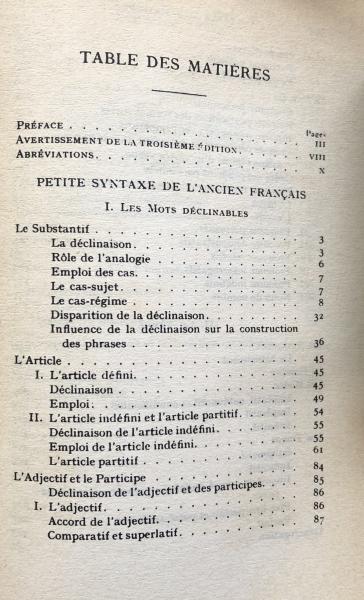 TABLE DES MATIÈRES
Pages
PRÉFACE . . . . . . . . . . . . . . . . III
AVERTISSEMENT DE LA TROISIÈME ÉDITION . . . . VIII
ABRÉVIATIONS . . . . . . . . . . . . . . X
PETITE SYNTAXE DE L'ANCIEN FRANÇAIS
I. LES MOTS DÉCLINABLES
Le Substantif . . . . . . . . . . . . . . 3
La déclinaison . . . . . . . . . . . . . . 3
Rôle de l'analogie . . . . . . . . . . . . 6
Emploi des cas . . . . . . . . . . . . . . 7
Le cas-sujet . . . . . . . . . . . . . . . 7
Le cas-régime . . . . . . . . . . . . . . 8
Disparition de la déclinaison . . . . . . . . 32
Influence de la déclinaison sur la construction
des phrases . . . . . . . . . . . . . . 36
L'Article . . . . . . . . . . . . . . . . 45
I. L'article défini . . . . . . . . . . . . 45
Déclinaison . . . . . . . . . . . . . . . 45
Emploi . . . . . . . . . . . . . . . . . 49
II. L'article indéfini et l'article partitif . . . . 54
Déclinaison de l'article indéfini . . . . . . . 55
Emploi de l'article indéfini . . . . . . . . . 55
L'article partitif . . . . . . . . . . . . . 61
L'Adjectif et le Participe . . . . . . . . . . 84
Déclinaison de l'adjectif et des participes . . . 85
I. L'adjectif . . . . . . . . . . . . . . . 86
Accord de l'adjectif . . . . . . . . . . . . 86
Comparatif et superlatif . . . . . . . . . . 87